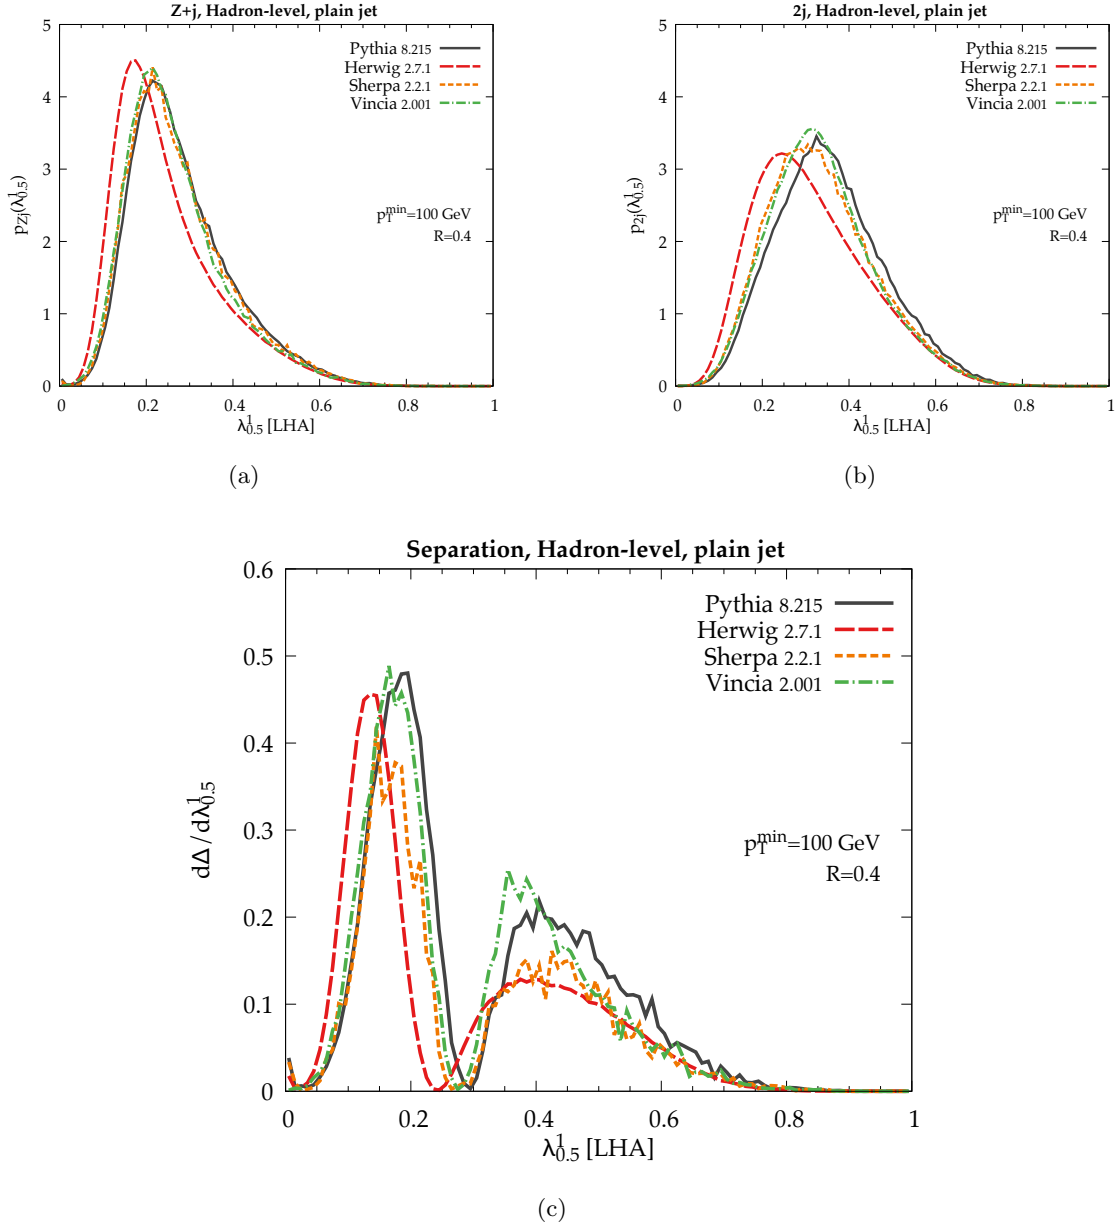 Z+j, Hadron-level, plain jet
Pythia 8.215
Herwig 2.7.1
Sherpa 2.2.1
Vincia 2.001
p_T^min=100 GeV
R=0.4
p_Zj(λ^1_0.5)
5
4
3
2
1
0
0 0.2 0.4 0.6 0.8 1
λ^1_0.5 [LHA]
(a)
2j, Hadron-level, plain jet
Pythia 8.215
Herwig 2.7.1
Sherpa 2.2.1
Vincia 2.001
p_T^min=100 GeV
R=0.4
p_2j(λ^1_0.5)
5
4
3
2
1
0
0 0.2 0.4 0.6 0.8 1
λ^1_0.5 [LHA]
(b)
Separation, Hadron-level, plain jet
Pythia 8.215
Herwig 2.7.1
Sherpa 2.2.1
Vincia 2.001
p_T^min=100 GeV
R=0.4
dΔ/dλ^1_0.5
0.6
0.5
0.4
0.3
0.2
0.1
0
0 0.2 0.4 0.6 0.8 1
λ^1_0.5 [LHA]
(c)